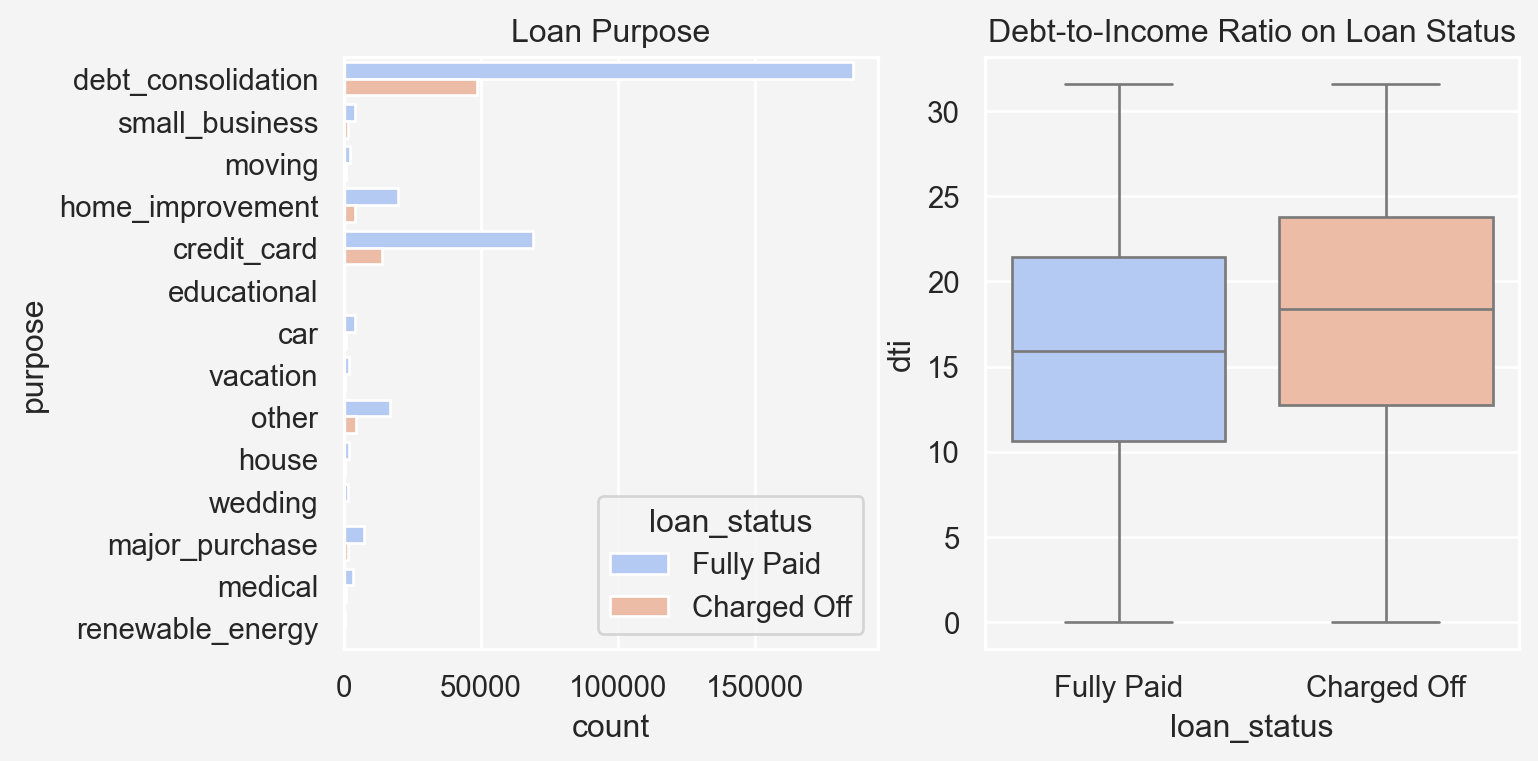 Loan Purpose
purpose
debt_consolidation
small_business
moving
home_improvement
credit_card
educational
car
vacation
other
house
wedding
major_purchase
medical
renewable_energy
loan_status
Fully Paid
Charged Off
0 50000 100000 150000
count
Debt-to-Income Ratio on Loan Status
dti
30
25
20
15
10
5
0
Fully Paid Charged Off
loan_status